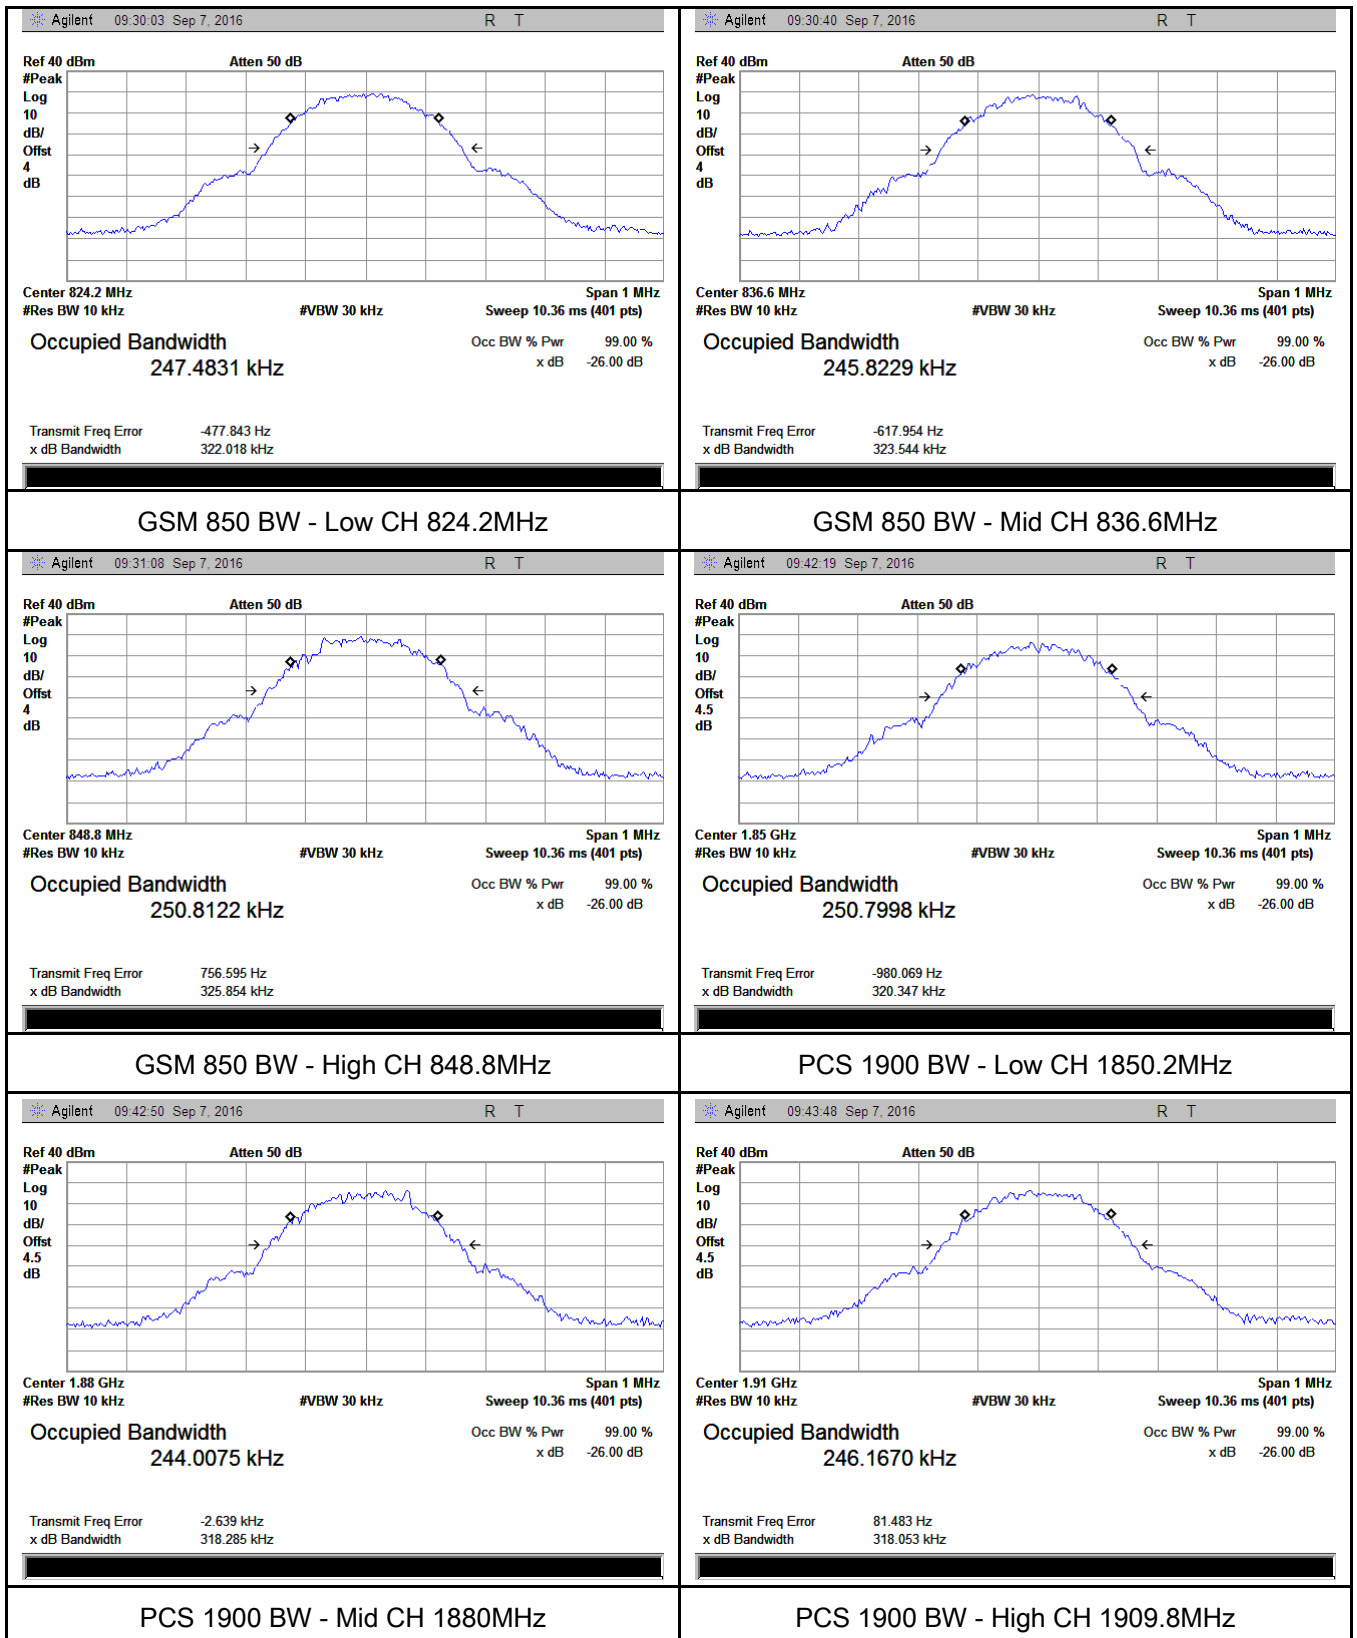 Agilent 09:30:03 Sep 7, 2016 R T
Ref 40 dBm Atten 50 dB
#Peak
Log
10
dB/
Offst
4
dB
Center 824.2 MHz Span 1 MHz
#Res BW 10 kHz #VBW 30 kHz Sweep 10.36 ms (401 pts)
Occupied Bandwidth Occ BW % Pwr 99.00 %
247.4831 kHz x dB -26.00 dB
Transmit Freq Error -477.843 Hz
x dB Bandwidth 322.018 kHz
GSM 850 BW - Low CH 824.2MHz
Agilent 09:30:40 Sep 7, 2016 R T
Ref 40 dBm Atten 50 dB
#Peak
Log
10
dB/
Offst
4
dB
Center 836.6 MHz Span 1 MHz
#Res BW 10 kHz #VBW 30 kHz Sweep 10.36 ms (401 pts)
Occupied Bandwidth Occ BW % Pwr 99.00 %
245.8229 kHz x dB -26.00 dB
Transmit Freq Error -617.954 Hz
x dB Bandwidth 323.544 kHz
GSM 850 BW - Mid CH 836.6MHz
Agilent 09:31:08 Sep 7, 2016 R T
Ref 40 dBm Atten 50 dB
#Peak
Log
10
dB/
Offst
4
dB
Center 848.8 MHz Span 1 MHz
#Res BW 10 kHz #VBW 30 kHz Sweep 10.36 ms (401 pts)
Occupied Bandwidth Occ BW % Pwr 99.00 %
250.8122 kHz x dB -26.00 dB
Transmit Freq Error 756.595 Hz
x dB Bandwidth 325.854 kHz
GSM 850 BW - High CH 848.8MHz
Agilent 09:42:19 Sep 7, 2016 R T
Ref 40 dBm Atten 50 dB
#Peak
Log
10
dB/
Offst
4.5
dB
Center 1.85 GHz Span 1 MHz
#Res BW 10 kHz #VBW 30 kHz Sweep 10.36 ms (401 pts)
Occupied Bandwidth Occ BW % Pwr 99.00 %
250.7998 kHz x dB -26.00 dB
Transmit Freq Error -980.069 Hz
x dB Bandwidth 320.347 kHz
PCS 1900 BW - Low CH 1850.2MHz
Agilent 09:42:50 Sep 7, 2016 R T
Ref 40 dBm Atten 50 dB
#Peak
Log
10
dB/
Offst
4.5
dB
Center 1.88 GHz Span 1 MHz
#Res BW 10 kHz #VBW 30 kHz Sweep 10.36 ms (401 pts)
Occupied Bandwidth Occ BW % Pwr 99.00 %
244.0075 kHz x dB -26.00 dB
Transmit Freq Error -2.639 kHz
x dB Bandwidth 318.285 kHz
PCS 1900 BW - Mid CH 1880MHz
Agilent 09:43:48 Sep 7, 2016 R T
Ref 40 dBm Atten 50 dB
#Peak
Log
10
dB/
Offst
4.5
dB
Center 1.91 GHz Span 1 MHz
#Res BW 10 kHz #VBW 30 kHz Sweep 10.36 ms (401 pts)
Occupied Bandwidth Occ BW % Pwr 99.00 %
246.1670 kHz x dB -26.00 dB
Transmit Freq Error 81.483 Hz
x dB Bandwidth 318.053 kHz
PCS 1900 BW - High CH 1909.8MHz